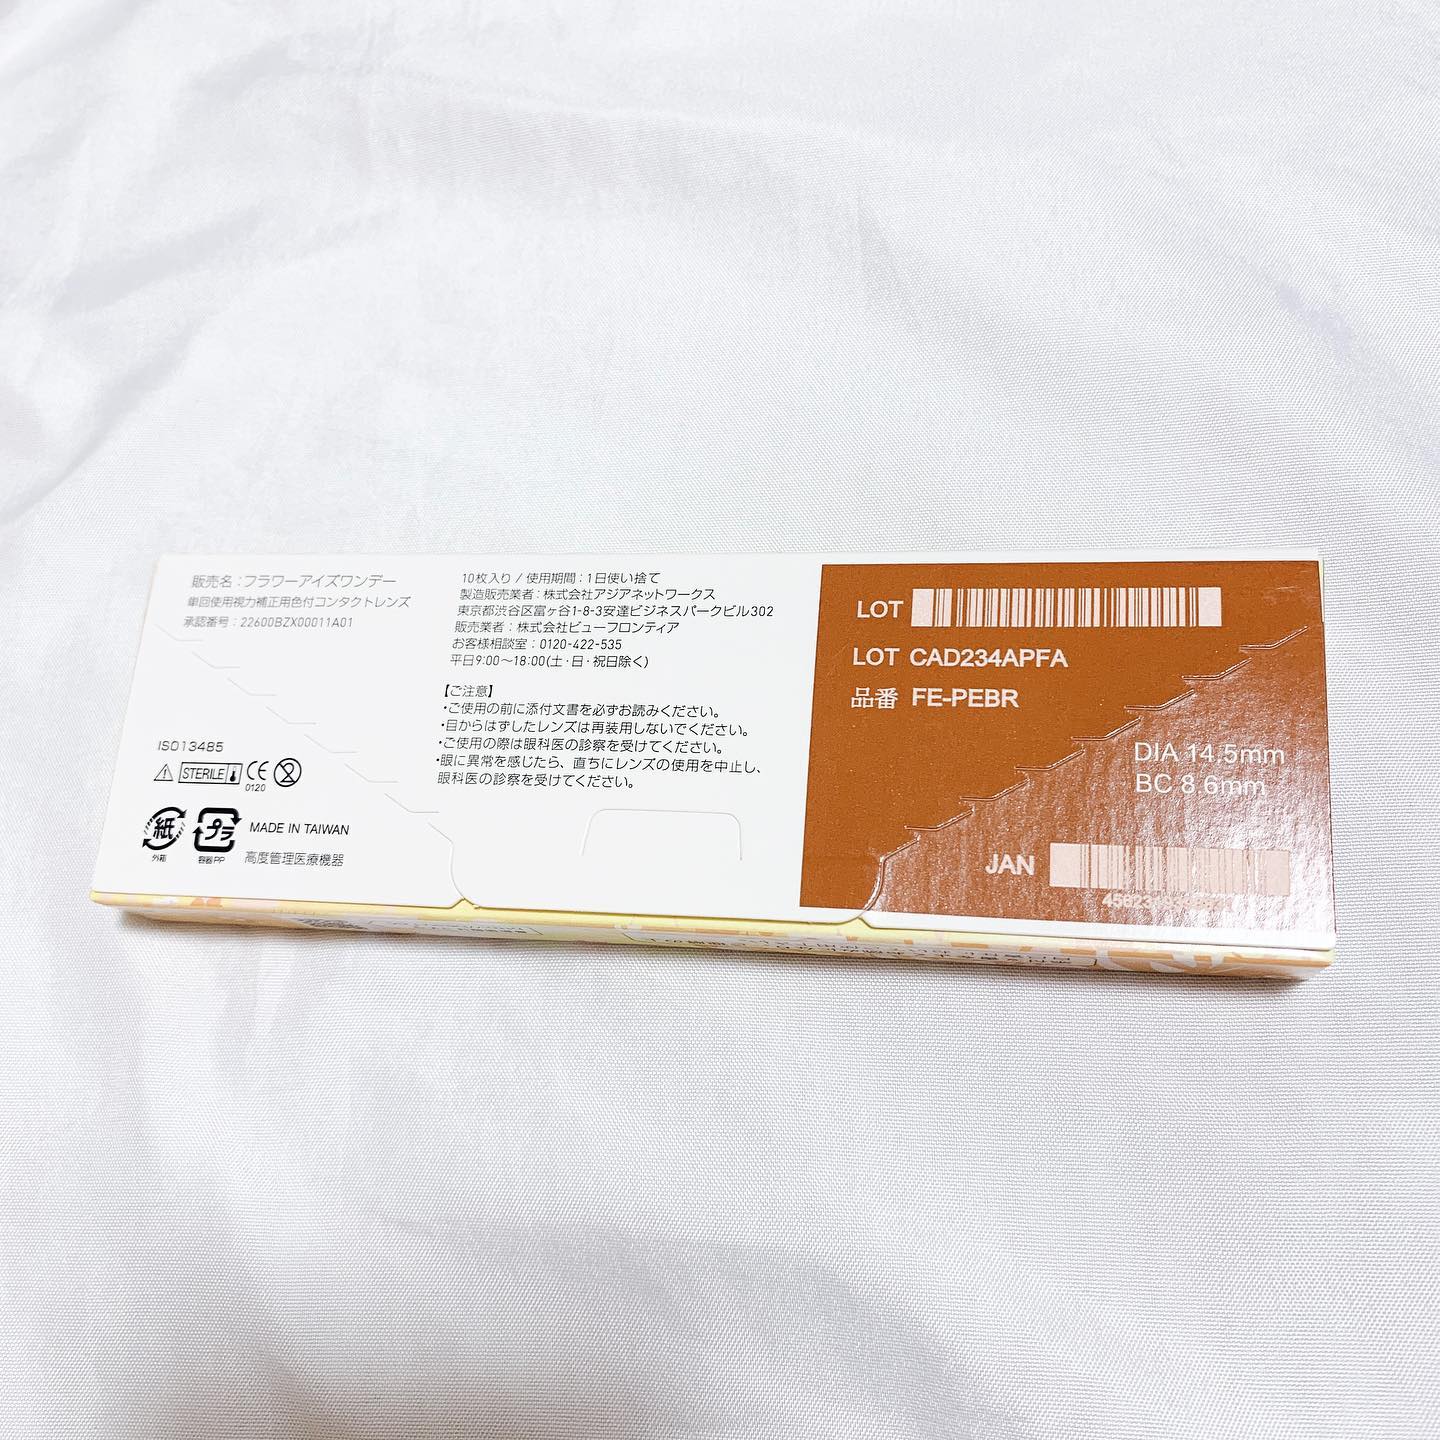 販売名：フラワーアイズワンデー
単回使用視力補正用色付コンタクトレンズ
承認番号：22600BZX00011A01
ISO13485
STERILE
CE
0120
2
紙
外箱
プラ
容器PP
MADE IN TAIWAN
高度管理医療機器
10枚入り / 使用期間：1日使い捨て
製造販売業者：株式会社アジアネットワークス
東京都渋谷区富ヶ谷1-8-3安達ビジネスパークビル302
販売業者：株式会社ビューフロンティア
お客様相談室：0120-422-535
平日9:00〜18:00(土・日・祝日除く)
【ご注意】
・ご使用の前に添付文書を必ずお読みください。
・目からはずしたレンズは再装用しないでください。
・ご使用の際は眼科医の診察を受けてください。
・眼に異常を感じたら、直ちにレンズの使用を中止し、
眼科医の診察を受けてください。
LOT
LOT CAD234APFA
品番 FE-PEBR
DIA 14.5mm
BC 8.6mm
JAN